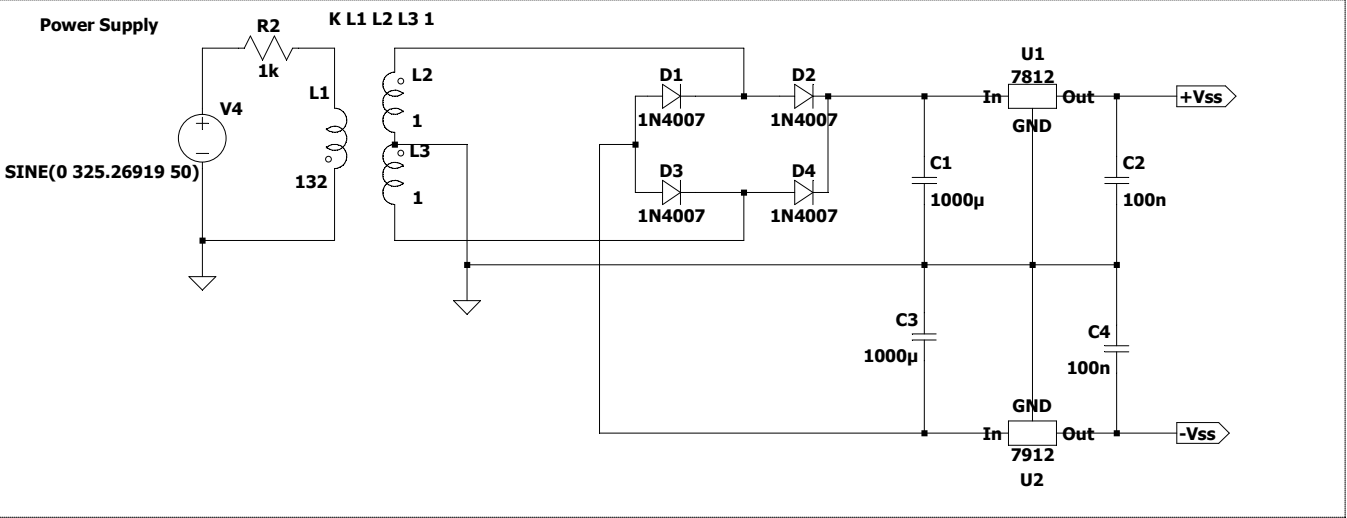 Power Supply
R2
1k
K L1 L2 L3 1
L1
132
V4
SINE(0 325.26919 50)
L2
1
L3
1
D1
1N4007
D2
1N4007
D3
1N4007
D4
1N4007
U1
7812
In
Out
GND
+Vss
C1
1000µ
C2
100n
C3
1000µ
C4
100n
GND
In
Out
7912
U2
-Vss